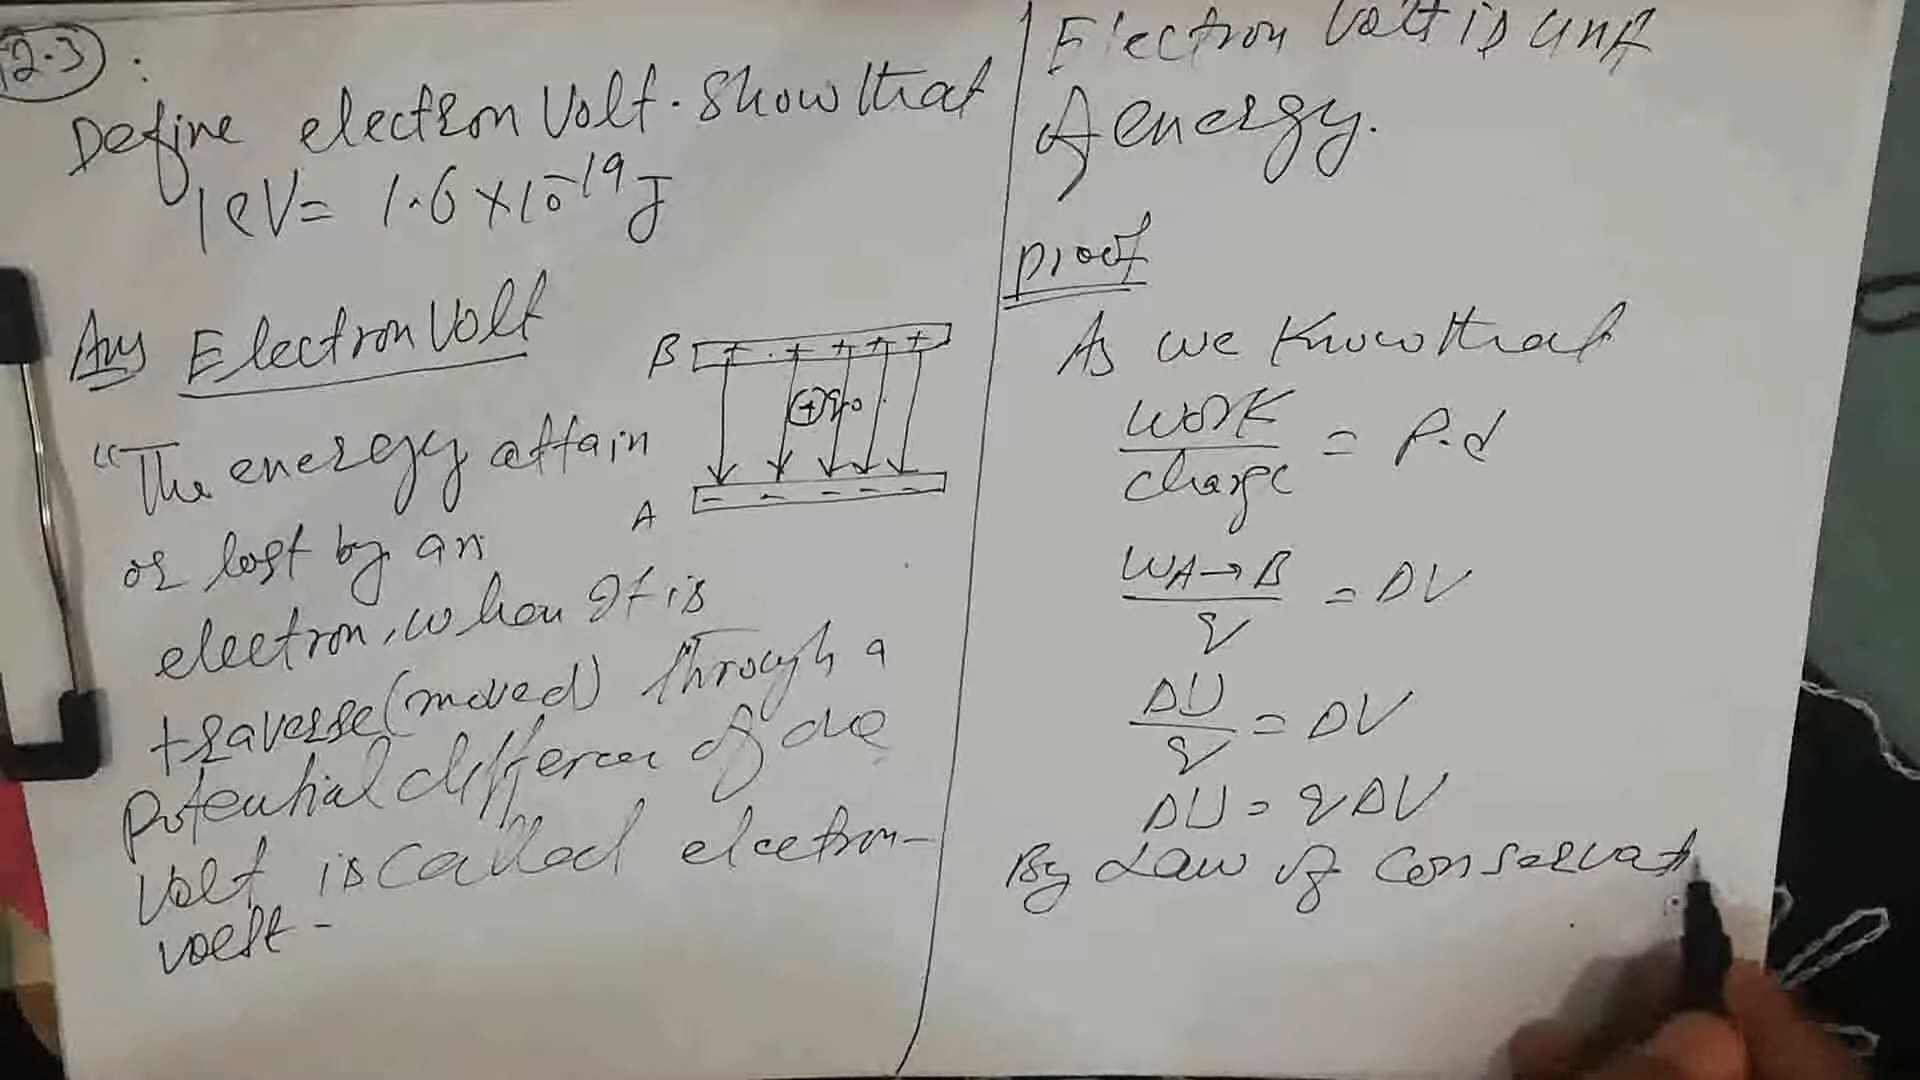 12.3 :
Define electron Volt. Show that
1eV = 1.6 × 10⁻¹⁹ J
Ans Electron Volt
"The energy attain
or lost by an
electron, when It is
traverse (moved) through a
potential difference of one
volt is called electron-
volt -
B + . + + + +
+ q₀
A - - - - -
Electron Volt is unit
of energy.
Proof
As we Know that
work/charge = P.d
W A→B/q = ΔV
ΔU/q = ΔV
ΔU = qΔV
By Law of Conservat